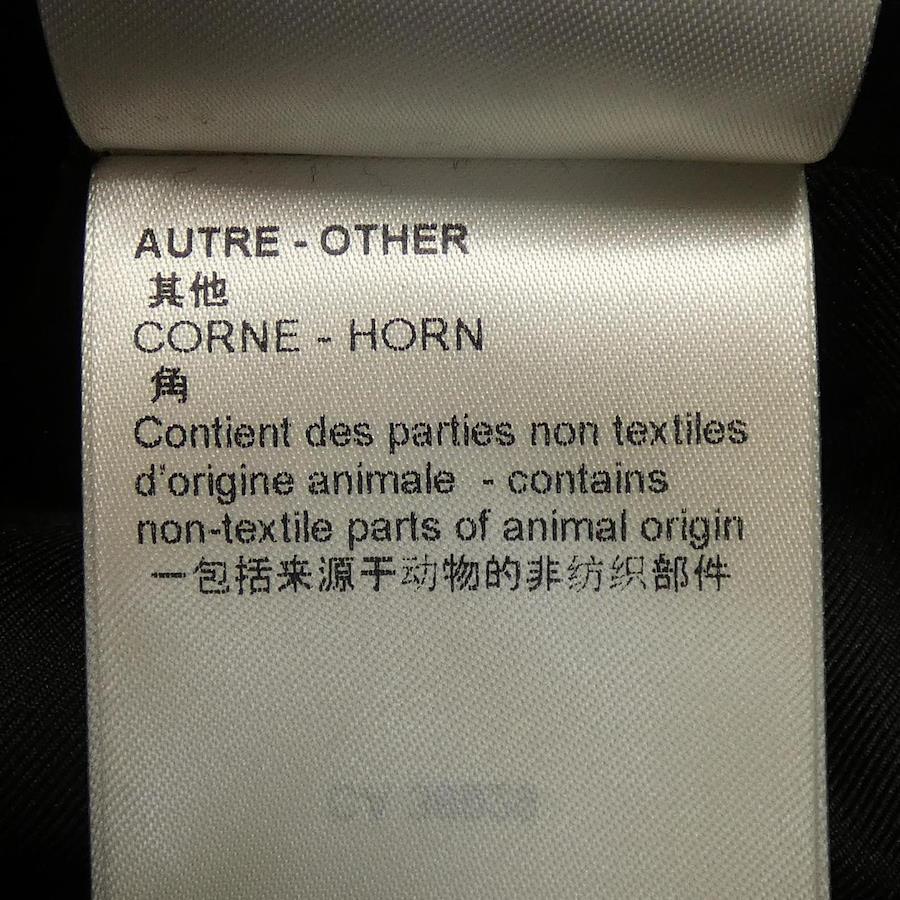 AUTRE - OTHER
其他
CORNE - HORN
角
Contient des parties non textiles
d'origine animale - contains
non-textile parts of animal origin
一包括来源于动物的非纺织部件